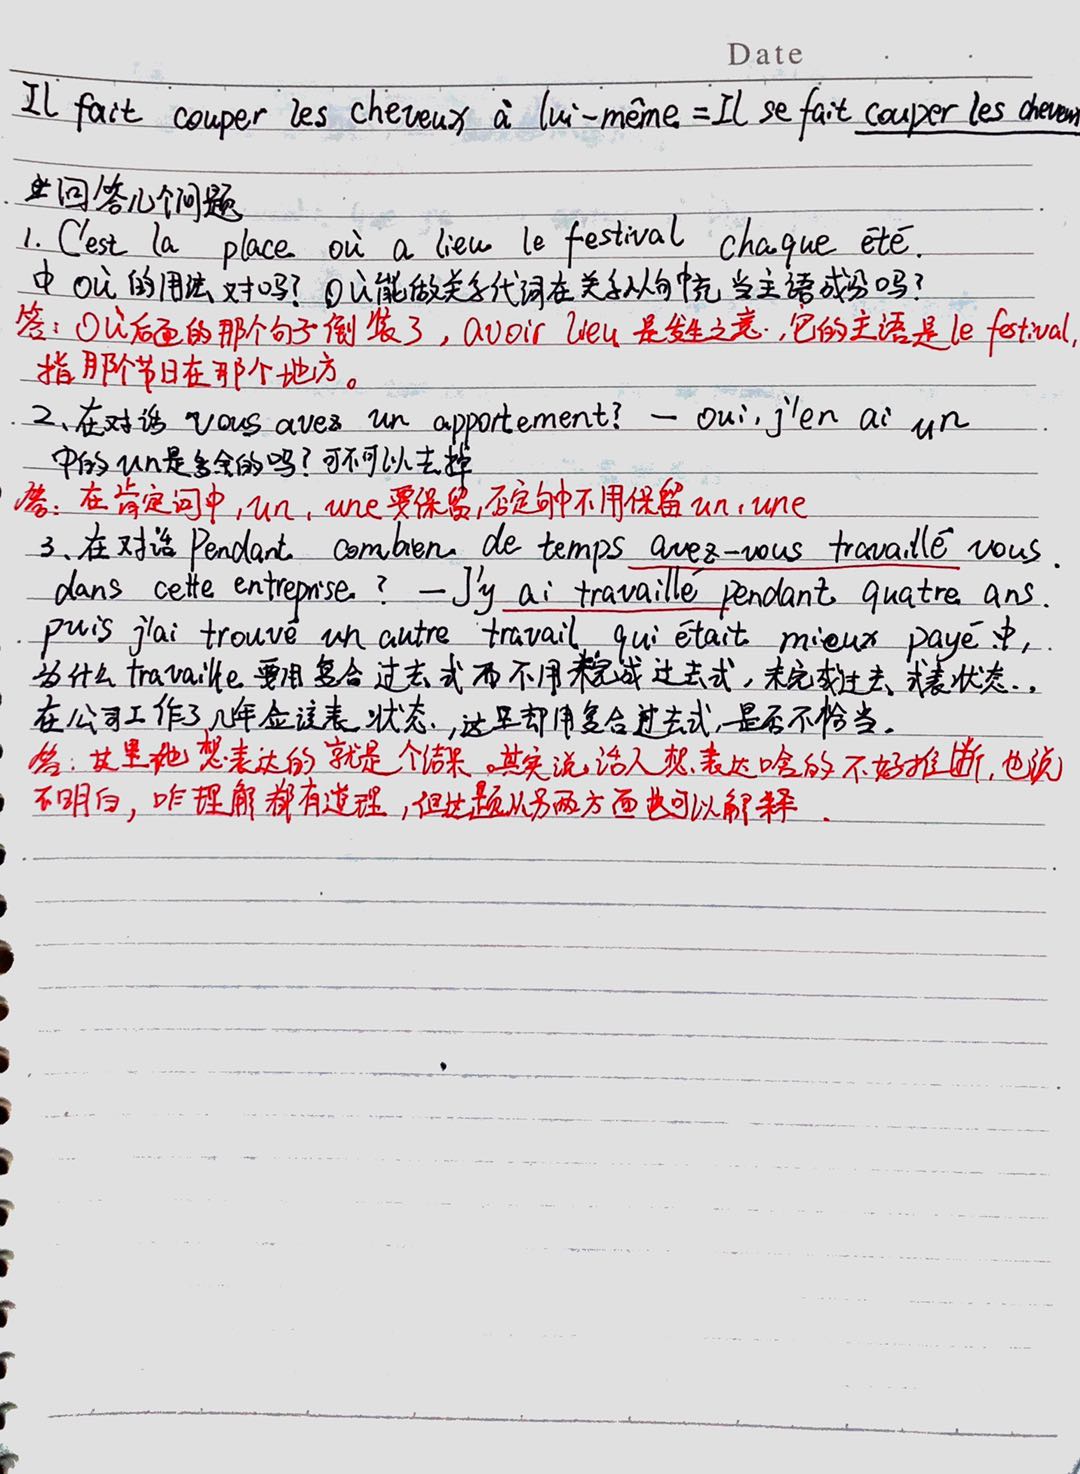 Date
Il fait couper les cheveux à lui-même = Il se fait couper les cheveux
回答几个问题
1. C'est la place où a lieu le festival chaque été.
中 où 的用法对吗? où能做关系代词在关系从句中充当主语成分吗?
答: où后面的那个句子倒装了, avoir lieu 是发生之意, 它的主语是 le festival,
指那个节日在那个地方。
2、在对话 vous avez un appartement? — oui, j'en ai un
中的 un是多余的吗? 可不可以去掉
答: 在肯定词中, un, une 要保留, 否定句中不用保留 un, une
3、在对话 Pendant combien de temps avez-vous travaillé vous
dans cette entreprise? — J'y ai travaillé pendant quatre ans.
puis j'ai trouvé un autre travail qui était mieux payé 中,
为什么 travaille 要用复合过去式而不用未完成过去式, 未完成过去式表状态.,
在公司工作了几年应该表状态., 这里却用复合过去式, 是否不恰当。
答: 这里他想表达的就是个结果。其实说话人想表达啥的不好推断, 也说
不明白, 咋理解都有道理, 但这题从另两方面也可以解释.